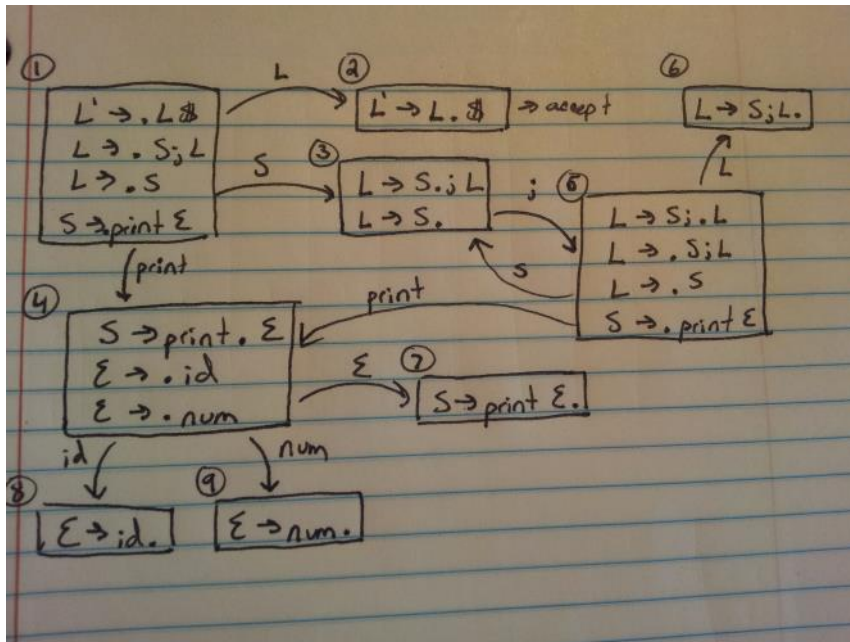 ①
L' → . L $
L → . S; L
L → . S
S → . print E
L
②
L' → L . $ ⇒ accept
⑥
L → S; L .
S
③
L → S . ; L
L → S .
;
⑤
L → S; . L
L → . S; L
L → . S
S → . print E
L
S
print
print
④
S → print . E
E → . id
E → . num
E
⑦
S → print E .
id
num
⑧
E → id .
⑨
E → num .